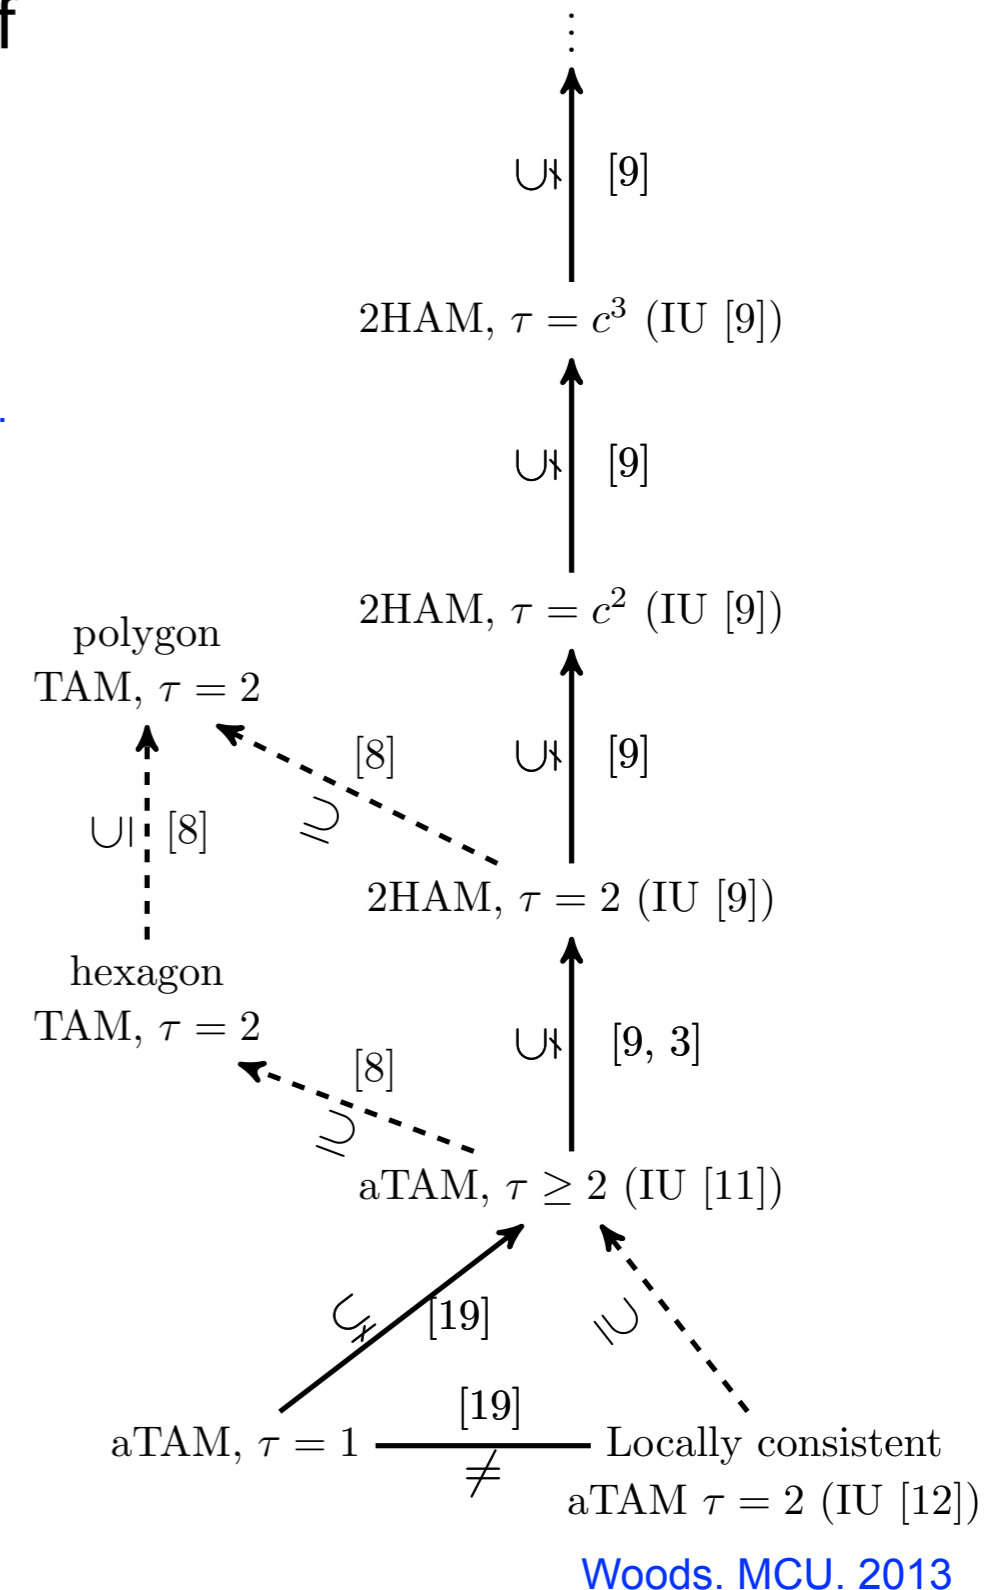 f
⋮
⊊ [9]
2HAM, τ = c³ (IU [9])
⊊ [9]
.
2HAM, τ = c² (IU [9])
polygon
TAM, τ = 2
[8]
⊊ [9]
⊆
⊆ [8]
2HAM, τ = 2 (IU [9])
hexagon
TAM, τ = 2
⊊ [9, 3]
[8]
⊆
aTAM, τ ≥ 2 (IU [11])
⊊ [19]
⊆
[19]
aTAM, τ = 1
≠
Locally consistent
aTAM τ = 2 (IU [12])
Woods. MCU. 2013